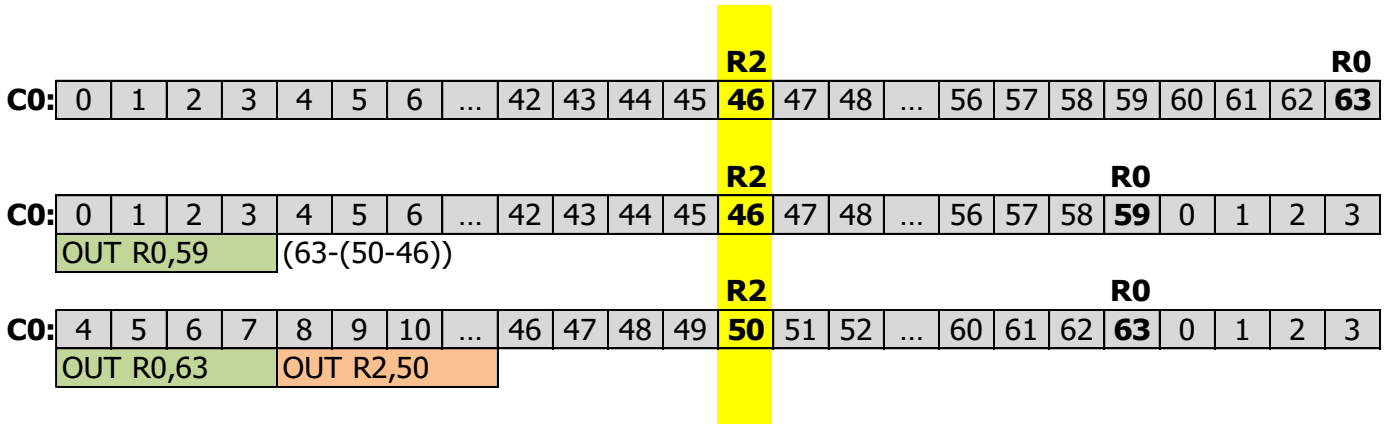 R2 R0
C0: 0 1 2 3 4 5 6 ... 42 43 44 45 46 47 48 ... 56 57 58 59 60 61 62 63
R2 R0
C0: 0 1 2 3 4 5 6 ... 42 43 44 45 46 47 48 ... 56 57 58 59 0 1 2 3
OUT R0,59 (63-(50-46))
R2 R0
C0: 4 5 6 7 8 9 10 ... 46 47 48 49 50 51 52 ... 60 61 62 63 0 1 2 3
OUT R0,63 OUT R2,50